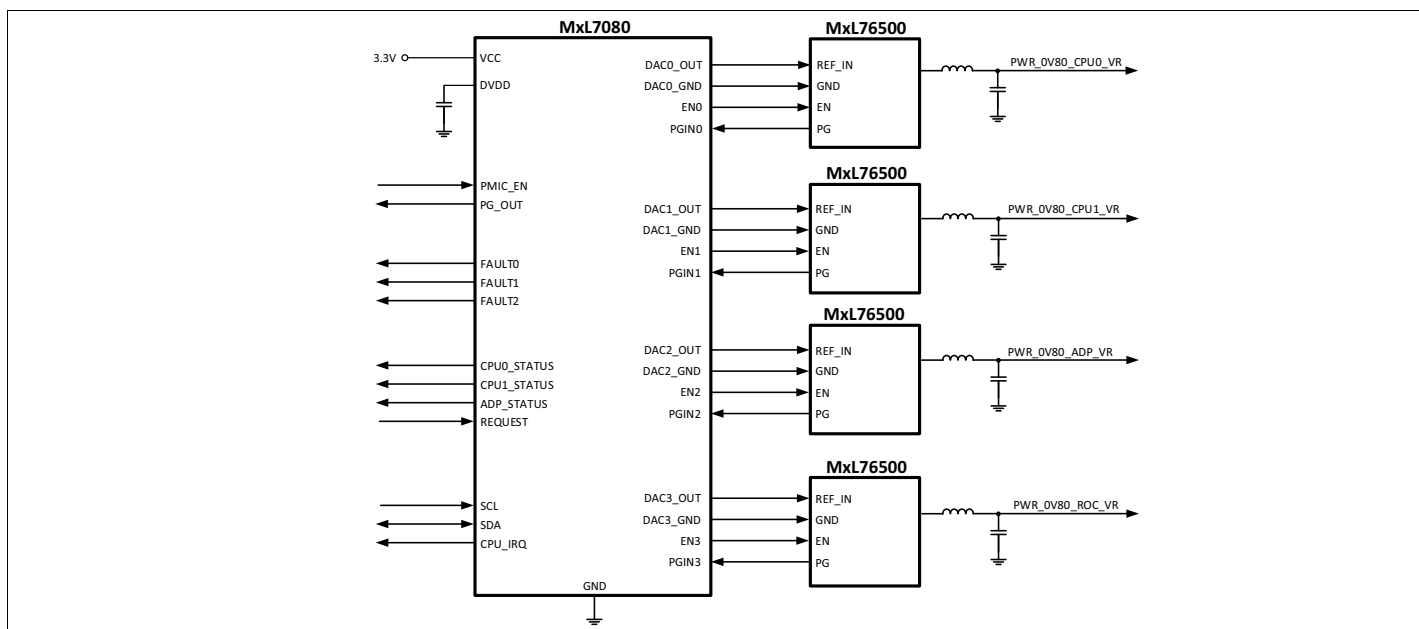 MxL7080
3.3V
VCC
DVDD
PMIC_EN
PG_OUT
FAULT0
FAULT1
FAULT2
CPU0_STATUS
CPU1_STATUS
ADP_STATUS
REQUEST
SCL
SDA
CPU_IRQ
GND
DAC0_OUT
DAC0_GND
EN0
PGIN0
DAC1_OUT
DAC1_GND
EN1
PGIN1
DAC2_OUT
DAC2_GND
EN2
PGIN2
DAC3_OUT
DAC3_GND
EN3
PGIN3
MxL76500
REF_IN
GND
EN
PG
PWR_0V80_CPU0_VR
MxL76500
REF_IN
GND
EN
PG
PWR_0V80_CPU1_VR
MxL76500
REF_IN
GND
EN
PG
PWR_0V80_ADP_VR
MxL76500
REF_IN
GND
EN
PG
PWR_0V80_ROC_VR